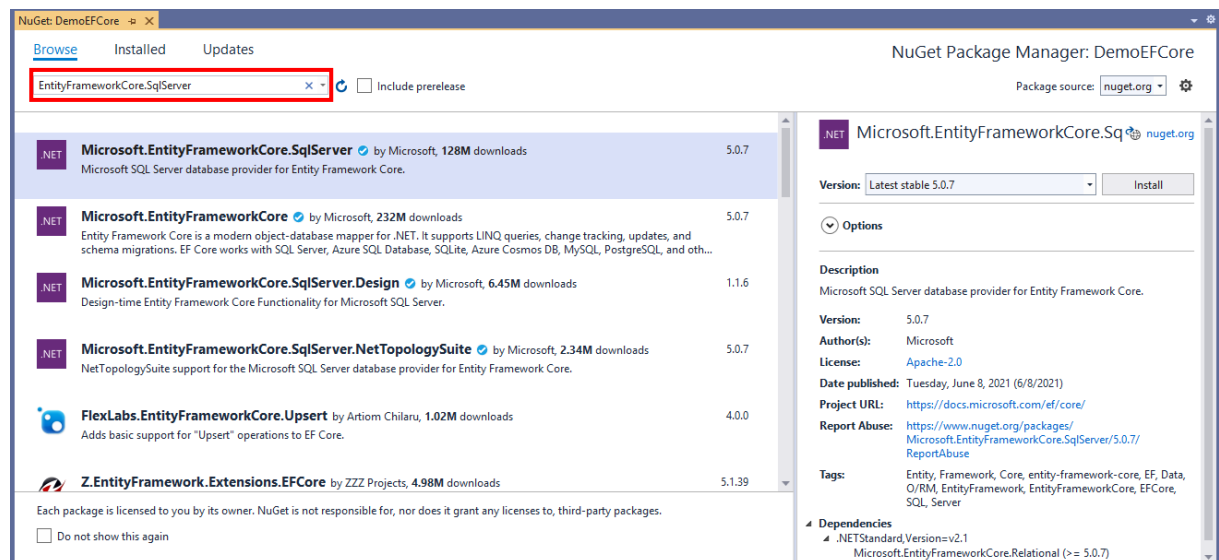 NuGet: DemoEFCore
Browse Installed Updates
NuGet Package Manager: DemoEFCore
EntityFrameworkCore.SqlServer
Include prerelease
Package source: nuget.org
.NET
Microsoft.EntityFrameworkCore.SqlServer by Microsoft, 128M downloads 5.0.7
Microsoft SQL Server database provider for Entity Framework Core.
.NET
Microsoft.EntityFrameworkCore by Microsoft, 232M downloads 5.0.7
Entity Framework Core is a modern object-database mapper for .NET. It supports LINQ queries, change tracking, updates, and
schema migrations. EF Core works with SQL Server, Azure SQL Database, SQLite, Azure Cosmos DB, MySQL, PostgreSQL, and oth...
.NET
Microsoft.EntityFrameworkCore.SqlServer.Design by Microsoft, 6.45M downloads 1.1.6
Design-time Entity Framework Core Functionality for Microsoft SQL Server.
.NET
Microsoft.EntityFrameworkCore.SqlServer.NetTopologySuite by Microsoft, 2.34M downloads 5.0.7
NetTopologySuite support for the Microsoft SQL Server database provider for Entity Framework Core.
FlexLabs.EntityFrameworkCore.Upsert by Artiom Chilaru, 1.02M downloads 4.0.0
Adds basic support for "Upsert" operations to EF Core.
Z.EntityFramework.Extensions.EFCore by ZZZ Projects, 4.98M downloads 5.1.39
Each package is licensed to you by its owner. NuGet is not responsible for, nor does it grant any licenses to, third-party packages.
Do not show this again
.NET
Microsoft.EntityFrameworkCore.Sq nuget.org
Version: Latest stable 5.0.7 Install
Options
Description
Microsoft SQL Server database provider for Entity Framework Core.
Version: 5.0.7
Author(s): Microsoft
License: Apache-2.0
Date published: Tuesday, June 8, 2021 (6/8/2021)
Project URL: https://docs.microsoft.com/ef/core/
Report Abuse: https://www.nuget.org/packages/
Microsoft.EntityFrameworkCore.SqlServer/5.0.7/
ReportAbuse
Tags: Entity, Framework, Core, entity-framework-core, EF, Data,
O/RM, EntityFramework, EntityFrameworkCore, EFCore,
SQL, Server
Dependencies
.NETStandard,Version=v2.1
Microsoft.EntityFrameworkCore.Relational (>= 5.0.7)